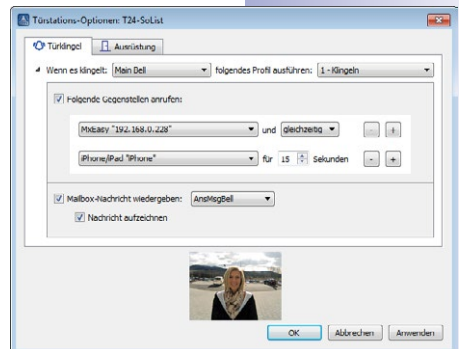 Türstations-Optionen: T24-SoList
Türklingel Ausrüstung
Wenn es klingelt: Main Bell folgendes Profil ausführen: 1 - Klingeln
Folgende Gegenstellen anrufen:
MxEasy "192.168.0.228" und gleichzeitig - +
iPhone/iPad "iPhone" für 15 Sekunden - +
Mailbox-Nachricht wiedergeben: AnsMsgBell
Nachricht aufzeichnen
OK Abbrechen Anwenden